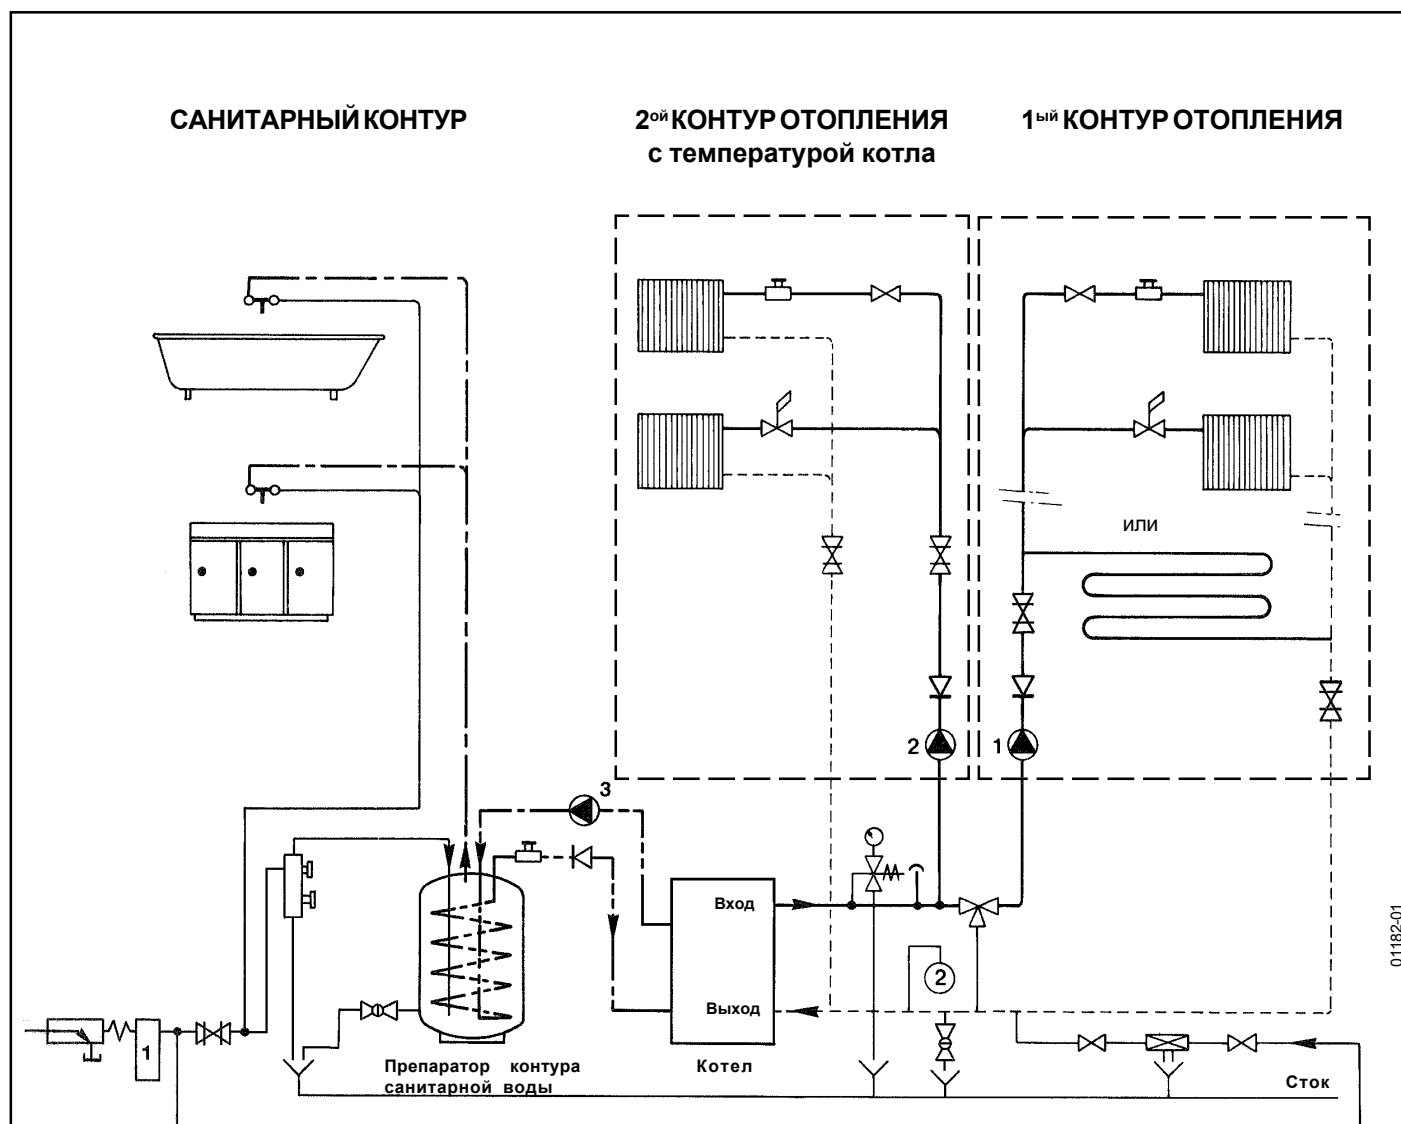 САНИТАРНЫЙ КОНТУР
2ой КОНТУР ОТОПЛЕНИЯ
с температурой котла
1ый КОНТУР ОТОПЛЕНИЯ
или
2
1
3
Вход
Выход
2
1
Препаратор контура
санитарной воды
Котел
Сток
01182-01